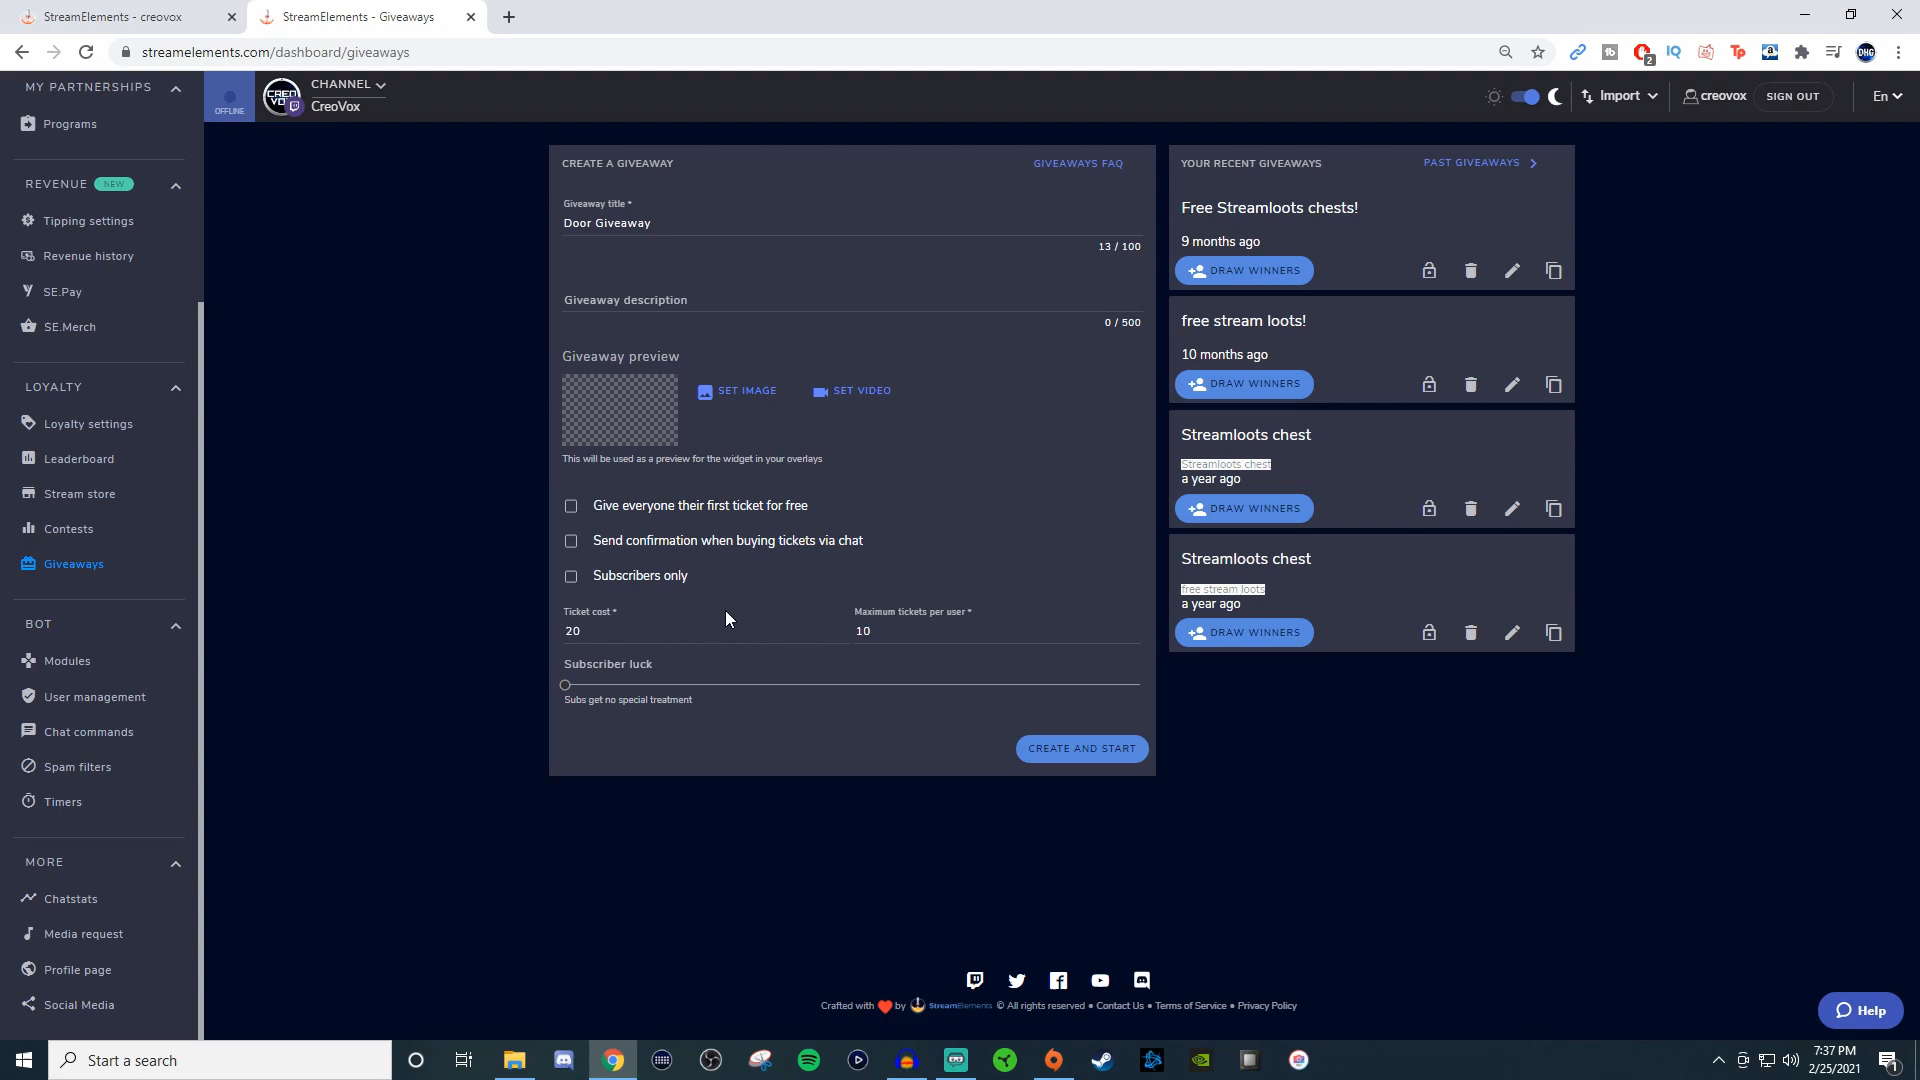 StreamElements - creovox
StreamElements - Giveaways
streamelements.com/dashboard/giveaways
2
DHG
MY PARTNERSHIPS
Programs
REVENUE NEW
Tipping settings
Revenue history
SE.Pay
SE.Merch
LOYALTY
Loyalty settings
Leaderboard
Stream store
Contests
Giveaways
BOT
Modules
User management
Chat commands
Spam filters
Timers
MORE
Chatstats
Media request
Profile page
Social Media
OFFLINE
CHANNEL
CreoVox
Import
creovox
SIGN OUT
En
CREATE A GIVEAWAY
GIVEAWAYS FAQ
Giveaway title *
Door Giveaway
13 / 100
Giveaway description
0 / 500
Giveaway preview
SET IMAGE
SET VIDEO
This will be used as a preview for the widget in your overlays
Give everyone their first ticket for free
Send confirmation when buying tickets via chat
Subscribers only
Ticket cost *
20
Maximum tickets per user *
10
Subscriber luck
Subs get no special treatment
CREATE AND START
YOUR RECENT GIVEAWAYS
PAST GIVEAWAYS
Free Streamloots chests!
9 months ago
DRAW WINNERS
free stream loots!
10 months ago
DRAW WINNERS
Streamloots chest
Streamloots chest
a year ago
DRAW WINNERS
Streamloots chest
free stream loots
a year ago
DRAW WINNERS
Crafted with by StreamElements © All rights reserved • Contact Us • Terms of Service • Privacy Policy
Help
Start a search
7:37 PM
2/25/2021
1